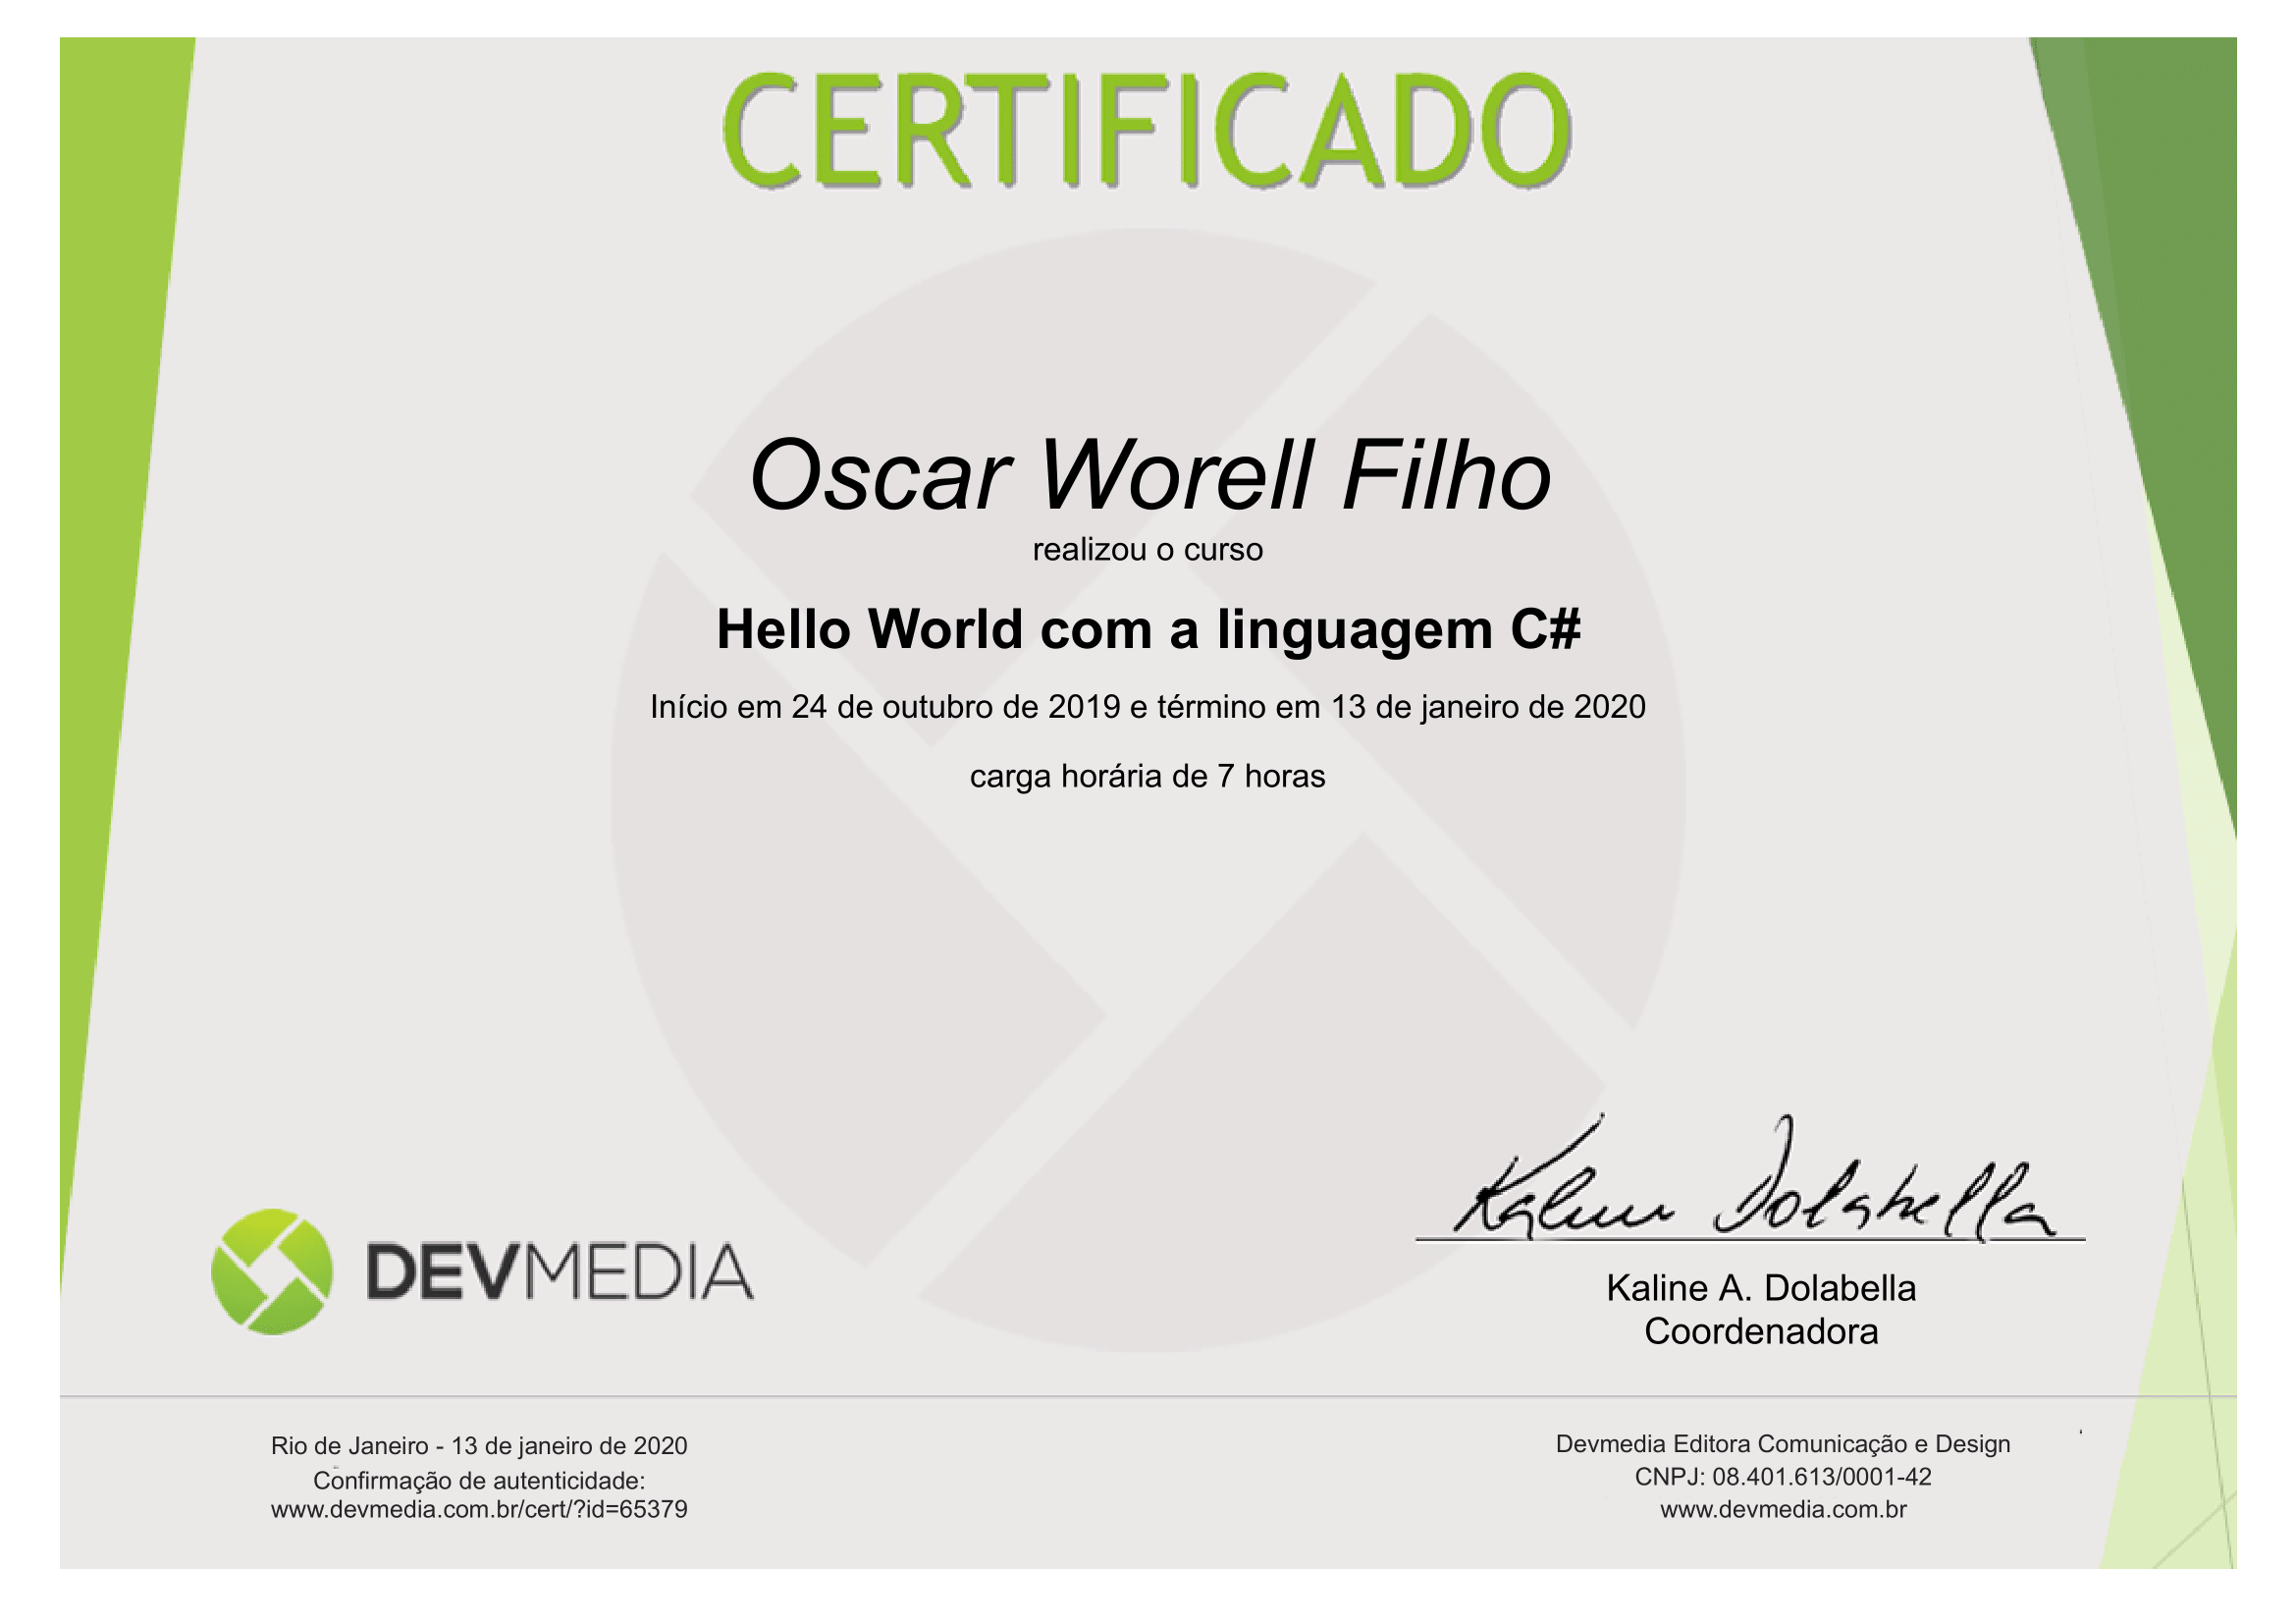 CERTIFICADO
Oscar Worell Filho
realizou o curso
Hello World com a linguagem C#
Início em 24 de outubro de 2019 e término em 13 de janeiro de 2020
carga horária de 7 horas
Kaline Dolabella
DEVMEDIA
Kaline A. Dolabella
Coordenadora
Rio de Janeiro - 13 de janeiro de 2020
Confirmação de autenticidade:
www.devmedia.com.br/cert/?id=65379
Devmedia Editora Comunicação e Design
CNPJ: 08.401.613/0001-42
www.devmedia.com.br